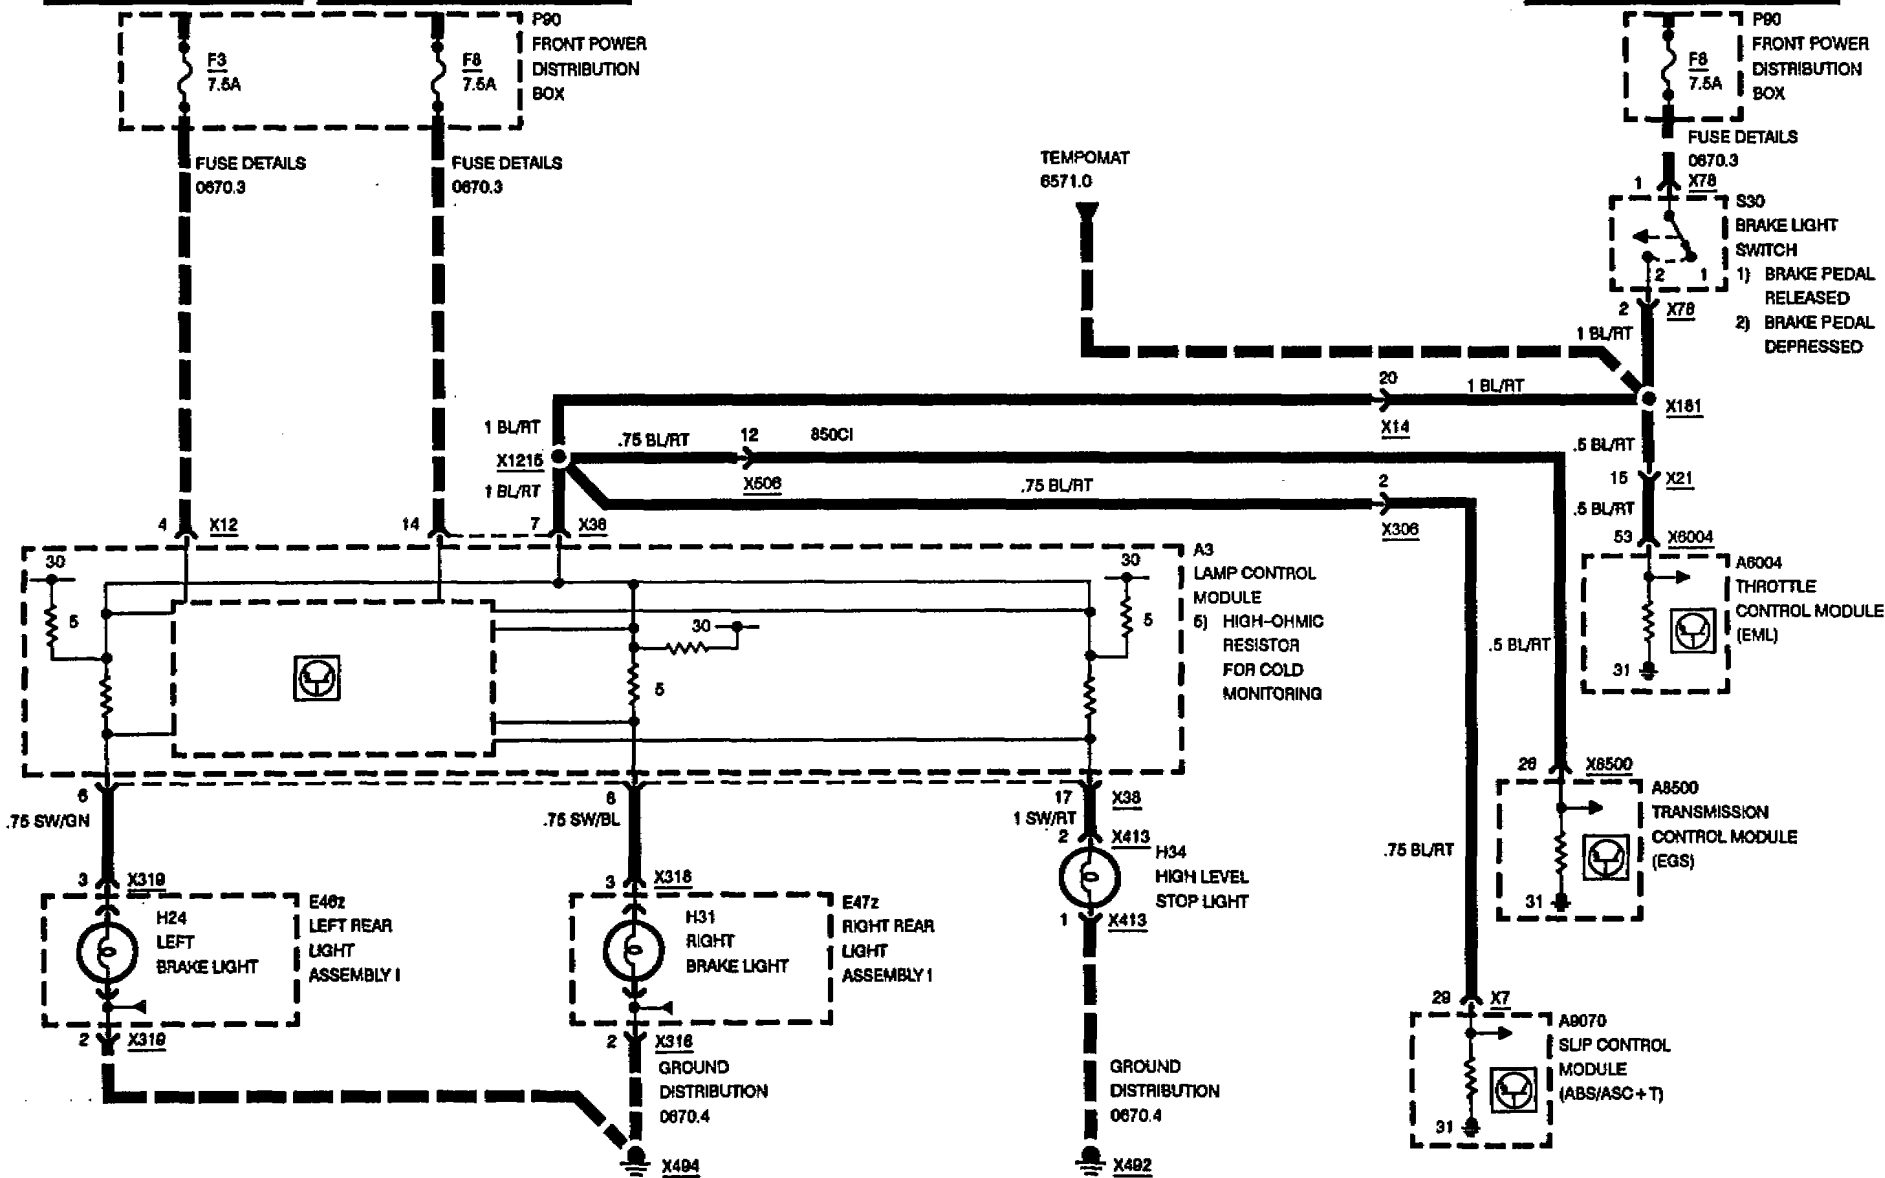 F3
7.5A
F8
7.5A
P90
FRONT POWER
DISTRIBUTION
BOX
F8
7.5A
P90
FRONT POWER
DISTRIBUTION
BOX
FUSE DETAILS
0670.3
FUSE DETAILS
0670.3
FUSE DETAILS
0670.3
TEMPOMAT
6571.0
1
X78
S30
BRAKE LIGHT
SWITCH
1) BRAKE PEDAL
RELEASED
2) BRAKE PEDAL
DEPRESSED
2
1
2
X78
1 BL/RT
20
1 BL/RT
X14
X181
1 BL/RT
.75 BL/RT
12
850CI
X1215
X506
1 BL/RT
.75 BL/RT
2
X306
.5 BL/RT
15
X21
.5 BL/RT
53
X6004
4
X12
14
7
X38
A3
LAMP CONTROL
MODULE
5) HIGH-OHMIC
RESISTOR
FOR COLD
MONITORING
30
5
30
5
30
5
A6004
THROTTLE
CONTROL MODULE
(EML)
31
.5 BL/RT
26
X8500
A8500
TRANSMISSION
CONTROL MODULE
(EGS)
31
.75 BL/RT
6
.75 SW/GN
8
.75 SW/BL
17
X38
1 SW/RT
2
X413
H34
HIGH LEVEL
STOP LIGHT
1
X413
3
X319
E46z
LEFT REAR
LIGHT
ASSEMBLY I
H24
LEFT
BRAKE LIGHT
2
X319
3
X318
E47z
RIGHT REAR
LIGHT
ASSEMBLY I
H31
RIGHT
BRAKE LIGHT
2
X318
GROUND
DISTRIBUTION
0670.4
X494
GROUND
DISTRIBUTION
0670.4
X492
29
X7
A9070
SLIP CONTROL
MODULE
(ABS/ASC+T)
31